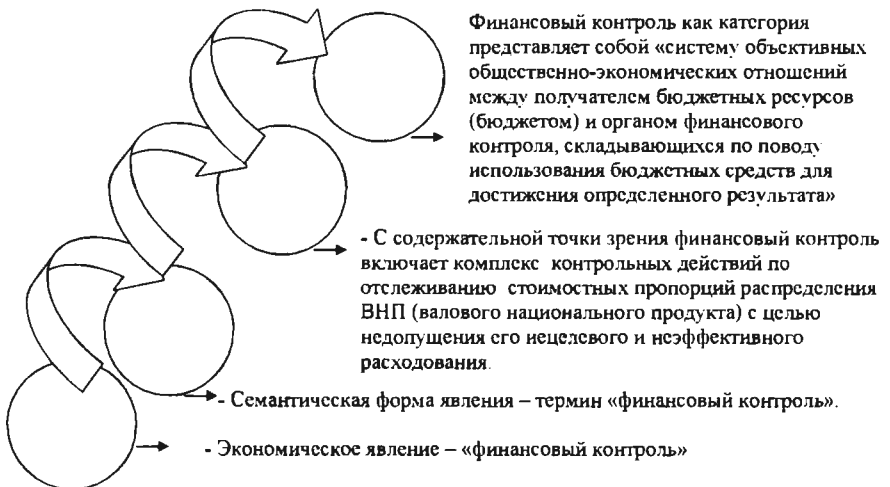 Финансовый контроль как категория
представляет собой «систему объективных
общественно-экономических отношений
между получателем бюджетных ресурсов
(бюджетом) и органом финансового
контроля, складывающихся по поводу
использования бюджетных средств для
достижения определенного результата»
- С содержательной точки зрения финансовый контроль
включает комплекс контрольных действий по
отслеживанию стоимостных пропорций распределения
ВНП (валового национального продукта) с целью
недопущения его нецелевого и неэффективного
расходования.
- Семантическая форма явления – термин «финансовый контроль».
- Экономическое явление – «финансовый контроль»